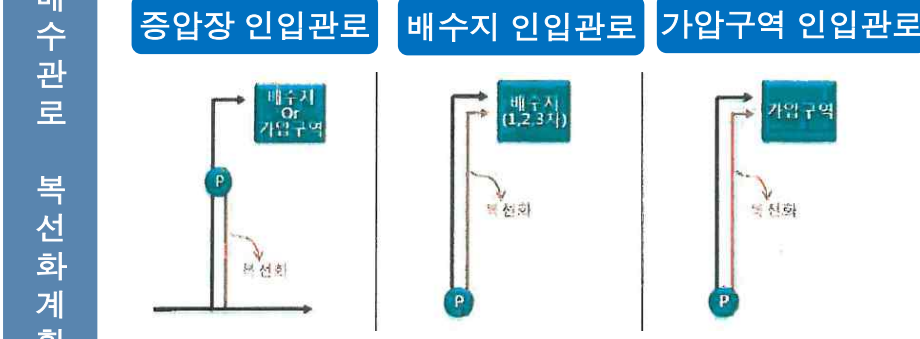 배
수
관
로
복
선
화
계
획
증압장 인입관로
배수지 인입관로
가압구역 인입관로
배수지
Or
가압구역
P
복선화
배수지
(1,2.3차)
복선화
P
가압구역
복선화
P